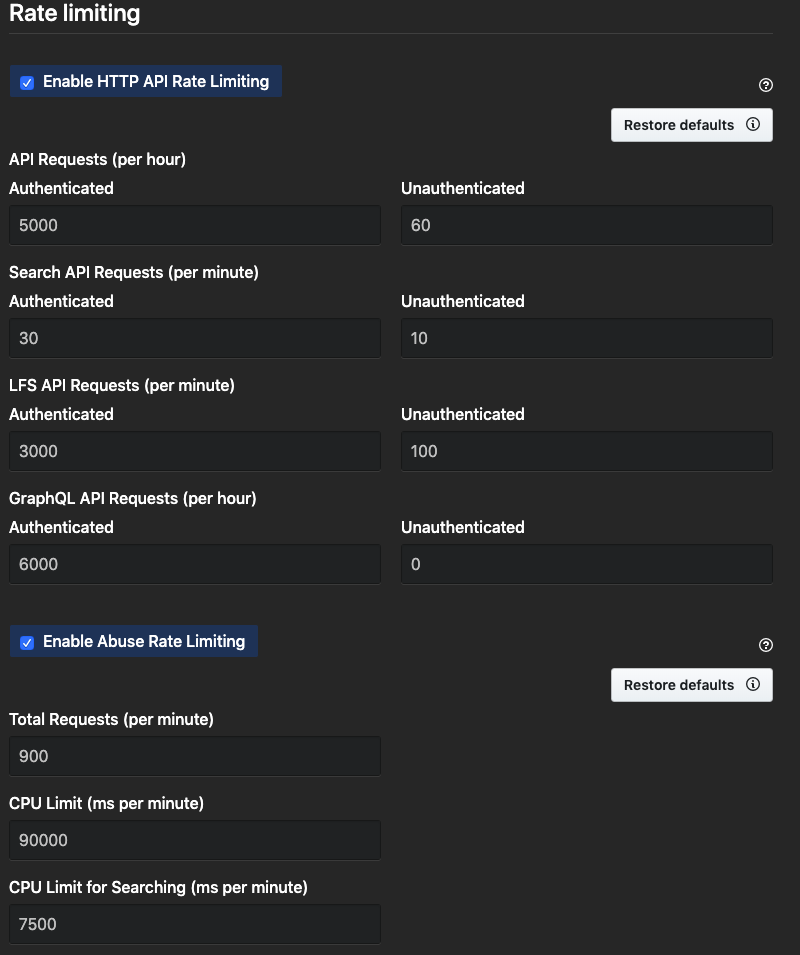 Rate limiting
Enable HTTP API Rate Limiting
Restore defaults
API Requests (per hour)
Authenticated Unauthenticated
5000 60
Search API Requests (per minute)
Authenticated Unauthenticated
30 10
LFS API Requests (per minute)
Authenticated Unauthenticated
3000 100
GraphQL API Requests (per hour)
Authenticated Unauthenticated
6000 0
Enable Abuse Rate Limiting
Restore defaults
Total Requests (per minute)
900
CPU Limit (ms per minute)
90000
CPU Limit for Searching (ms per minute)
7500